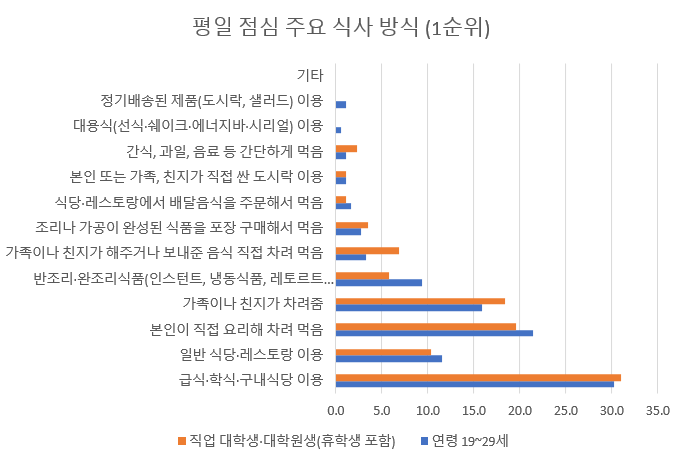 평일 점심 주요 식사 방식 (1순위)
기타
정기배송된 제품(도시락, 샐러드) 이용
대용식(선식·쉐이크·에너지바·시리얼) 이용
간식, 과일, 음료 등 간단하게 먹음
본인 또는 가족, 친지가 직접 싼 도시락 이용
식당·레스토랑에서 배달음식을 주문해서 먹음
조리나 가공이 완성된 식품을 포장 구매해서 먹음
가족이나 친지가 해주거나 보내준 음식 직접 차려 먹음
반조리·완조리식품(인스턴트, 냉동식품, 레토르트...
가족이나 친지가 차려줌
본인이 직접 요리해 차려 먹음
일반 식당·레스토랑 이용
급식·학식·구내식당 이용
0.0 5.0 10.0 15.0 20.0 25.0 30.0 35.0
직업 대학생·대학원생(휴학생 포함) 연령 19~29세